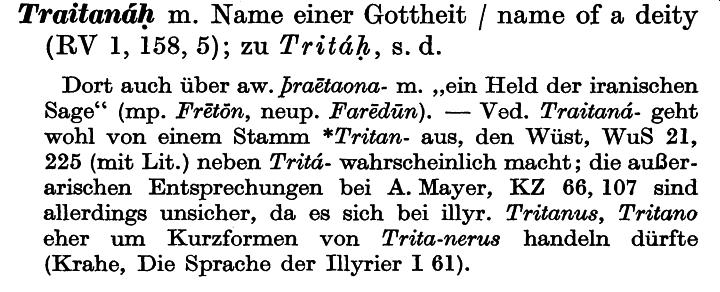 Traitanáḥ m. Name einer Gottheit / name of a deity
(RV 1, 158, 5); zu Tritáḥ, s. d.
Dort auch über aw. þraētaona- m. „ein Held der iranischen
Sage“ (mp. Frētōn, neup. Farēdūn). — Ved. Traitaná- geht
wohl von einem Stamm *Tritan- aus, den Wüst, WuS 21,
225 (mit Lit.) neben Tritá- wahrscheinlich macht; die außer-
arischen Entsprechungen bei A. Mayer, KZ 66, 107 sind
allerdings unsicher, da es sich bei illyr. Tritanus, Tritano
eher um Kurzformen von Trita-nerus handeln dürfte
(Krahe, Die Sprache der Illyrier I 61).